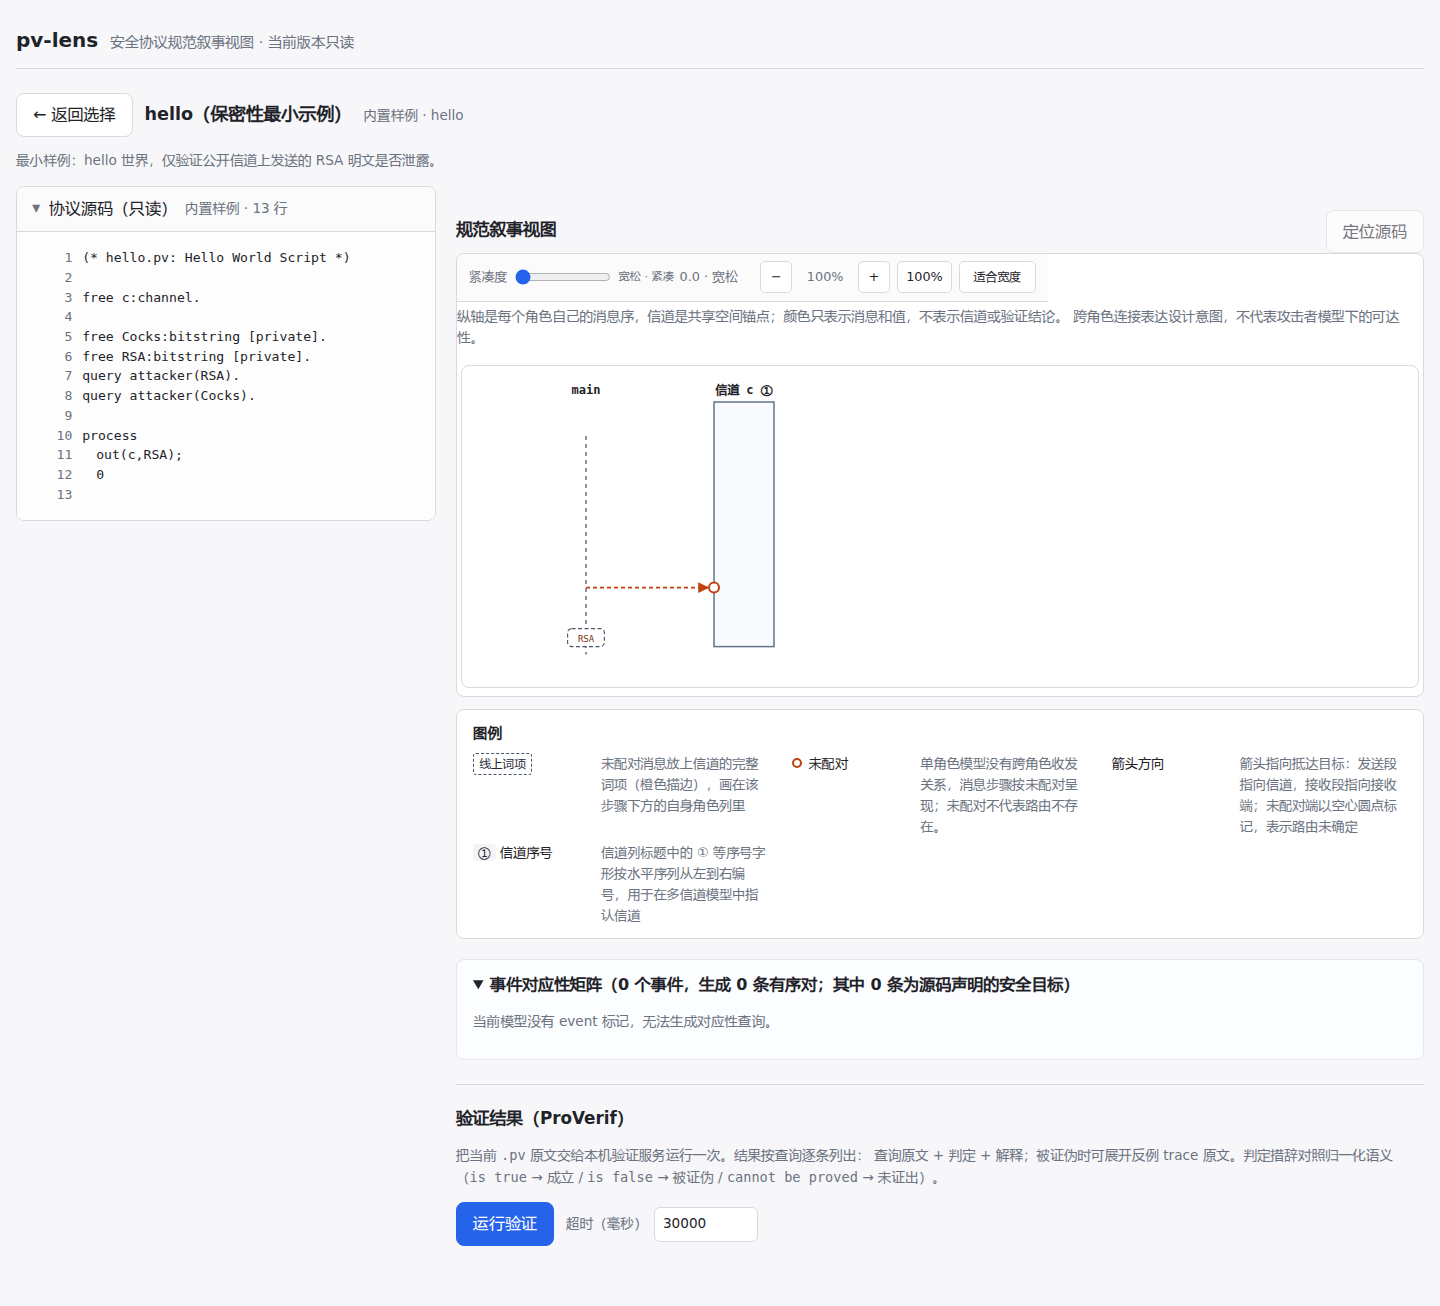 pv-lens 安全协议规范叙事视图 · 当前版本只读
← 返回选择 hello（保密性最小示例） 内置样例 · hello
最小样例：hello 世界，仅验证公开信道上发送的 RSA 明文是否泄露。
▼ 协议源码（只读） 内置样例 · 13 行
1 (* hello.pv: Hello World Script *)
2
3 free c:channel.
4
5 free Cocks:bitstring [private].
6 free RSA:bitstring [private].
7 query attacker(RSA).
8 query attacker(Cocks).
9
10 process
11   out(c,RSA);
12   0
13
规范叙事视图
定位源码
紧凑度 宽松 · 紧凑 0.0 · 宽松 − 100% + 100% 适合宽度
纵轴是每个角色自己的消息序，信道是共享空间锚点；颜色只表示消息和值，不表示信道或验证结论。 跨角色连接表达设计意图，不代表攻击者模型下的可达
性。
main 信道 c ①
RSA
图例
线上词项
未配对消息放上信道的完整
词项（橙色描边），画在该
步骤下方的自身角色列里
未配对
单角色模型没有跨角色收发
关系，消息步骤按未配对呈
现；未配对不代表路由不存
在。
箭头方向
箭头指向抵达目标：发送段
指向信道，接收段指向接收
端；未配对端以空心圆点标
记，表示路由未确定
① 信道序号
信道列标题中的 ① 等序号字
形按水平序列从左到右编
号，用于在多信道模型中指
认信道
▼ 事件对应性矩阵（0 个事件，生成 0 条有序对；其中 0 条为源码声明的安全目标）
当前模型没有 event 标记，无法生成对应性查询。
验证结果（ProVerif）
把当前 .pv 原文交给本机验证服务运行一次。结果按查询逐条列出： 查询原文 + 判定 + 解释；被证伪时可展开反例 trace 原文。判定措辞对照归一化语义
（is true → 成立 / is false → 被证伪 / cannot be proved → 未证出）。
运行验证 超时（毫秒） 30000